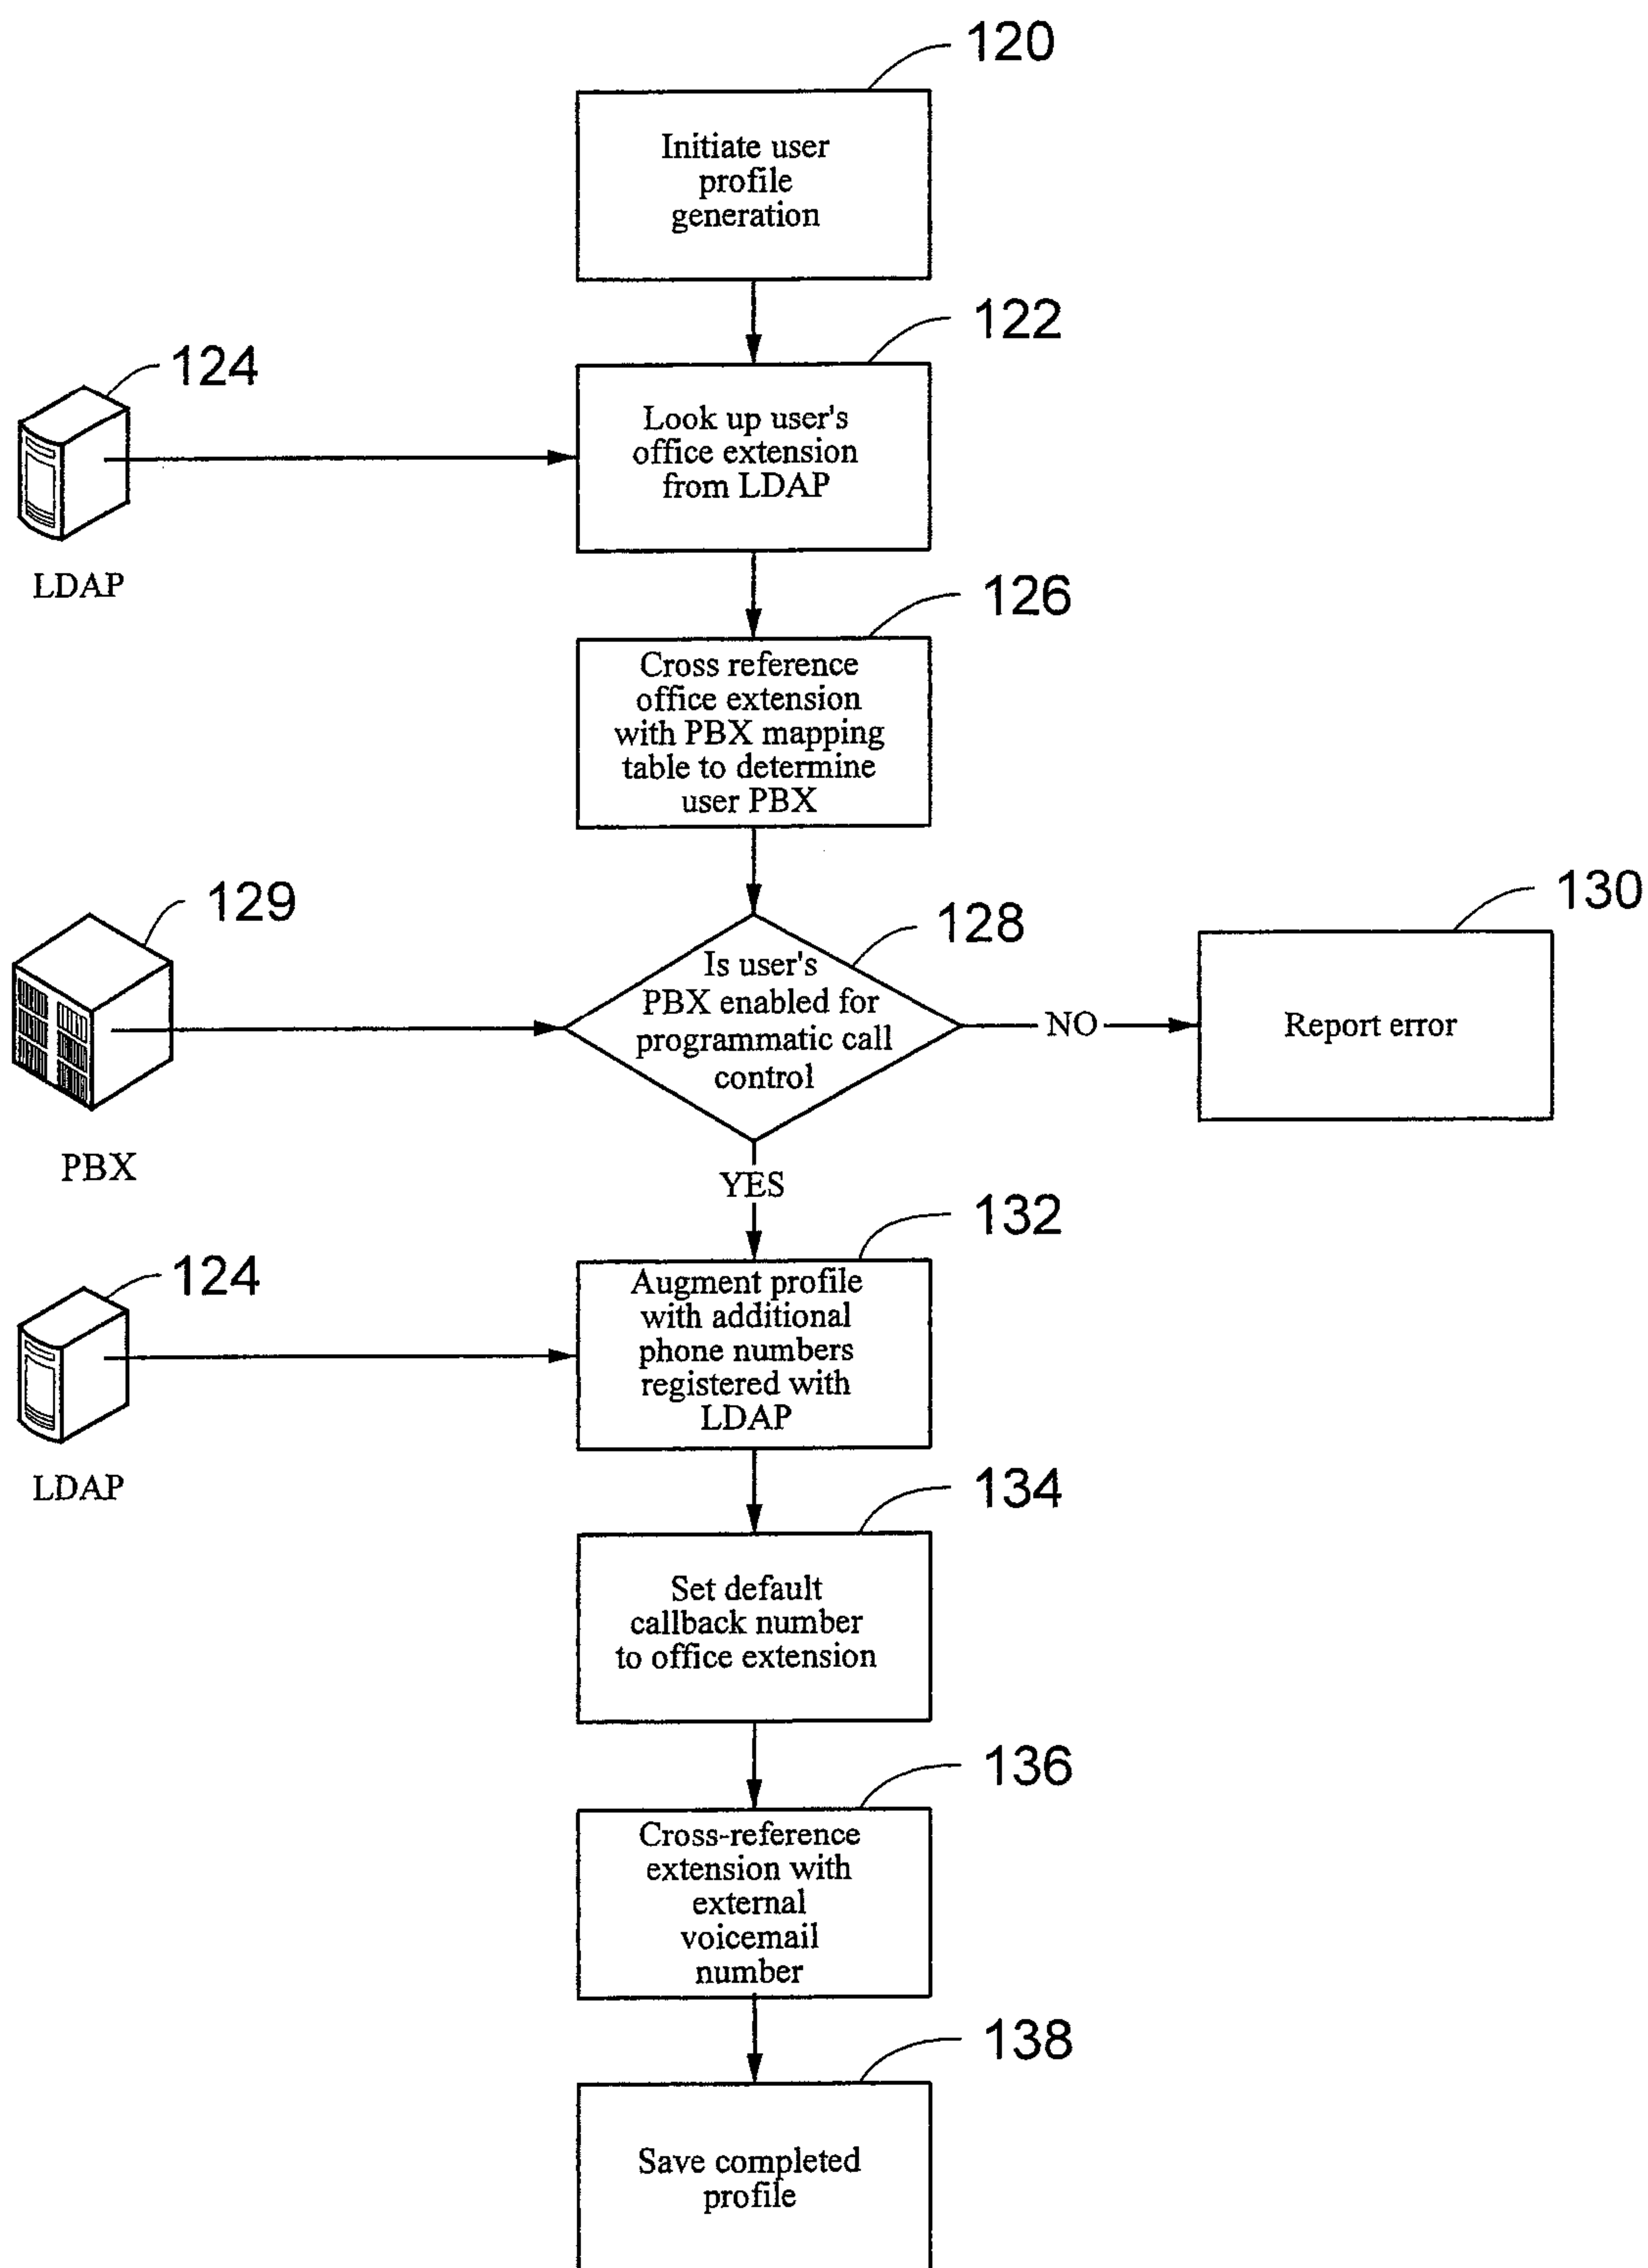 120
Initiate user
profile
generation
122
124
Look up user's
office extension
from LDAP
LDAP
126
Cross reference
office extension
with PBX mapping
table to determine
user PBX
129
128
130
Is user's
PBX enabled for
programmatic call
control
NO
Report error
PBX
YES
132
124
Augment profile
with additional
phone numbers
registered with
LDAP
LDAP
134
Set default
callback number
to office extension
136
Cross-reference
extension with
external
voicemail
number
138
Save completed
profile